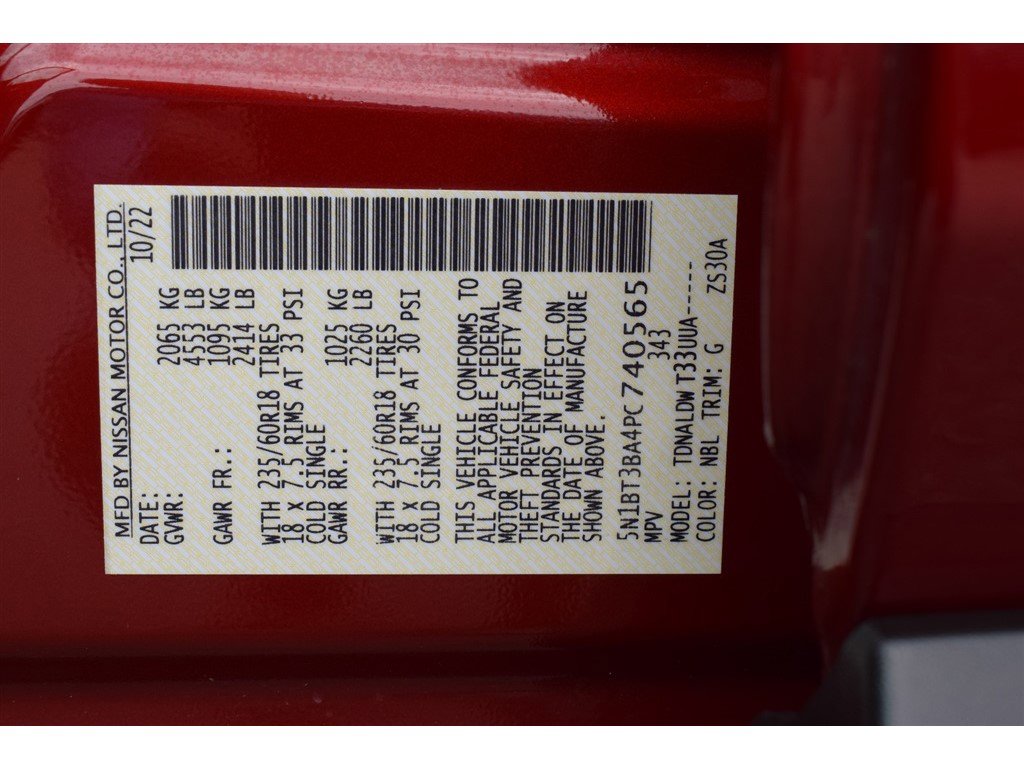 MFD BY NISSAN MOTOR CO., LTD.
DATE: 10/22
GVWR: 2065 KG
4553 LB
GAWR FR.: 1095 KG
2414 LB
WITH 235/60R18 TIRES
18 X 7.5 RIMS AT 33 PSI
COLD SINGLE
GAWR RR.: 1025 KG
2260 LB
WITH 235/60R18 TIRES
18 X 7.5 RIMS AT 30 PSI
COLD SINGLE
THIS VEHICLE CONFORMS TO
ALL APPLICABLE FEDERAL
MOTOR VEHICLE SAFETY AND
THEFT PREVENTION
STANDARDS IN EFFECT ON
THE DATE OF MANUFACTURE
SHOWN ABOVE.
5N1BT3BA4PC740565
MPV 343
MODEL: TDNALDW T33UUA-----
COLOR: NBL TRIM: G ZS30A